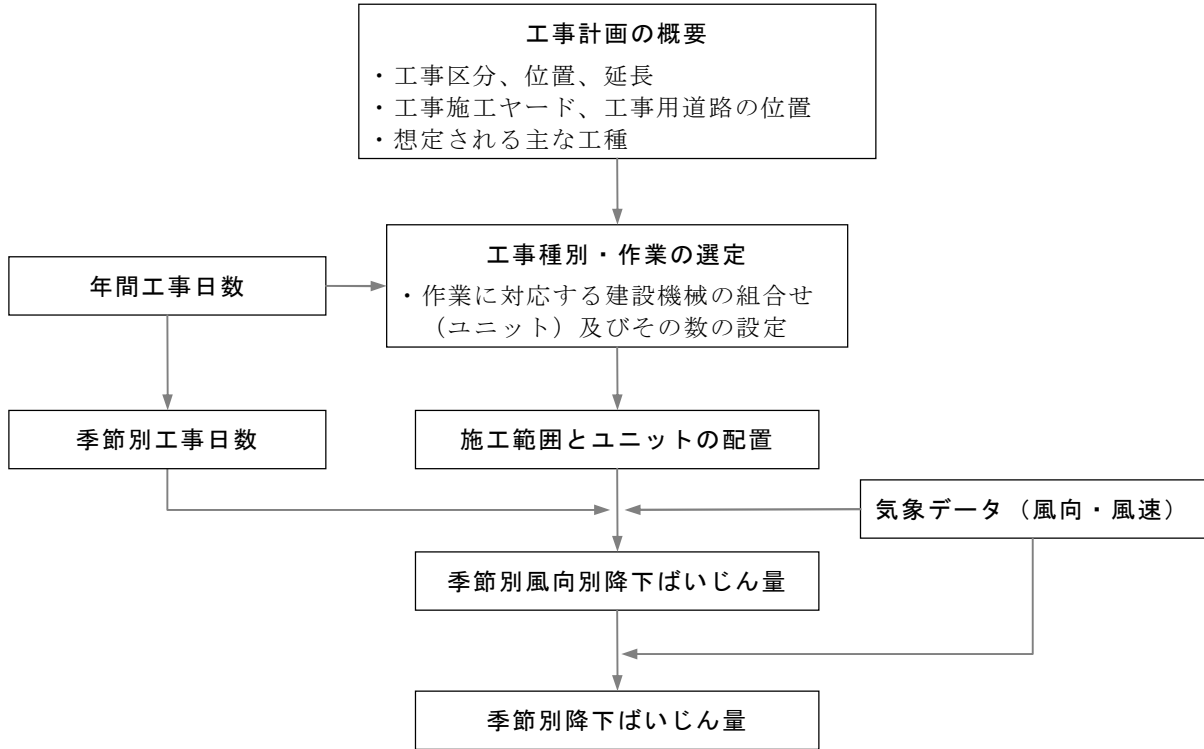 工事計画の概要
・工事区分、位置、延長
・工事施工ヤード、工事用道路の位置
・想定される主な工種
工事種別・作業の選定
・作業に対応する建設機械の組合せ
（ユニット）及びその数の設定
年間工事日数
季節別工事日数
施工範囲とユニットの配置
気象データ（風向・風速）
季節別風向別降下ばいじん量
季節別降下ばいじん量